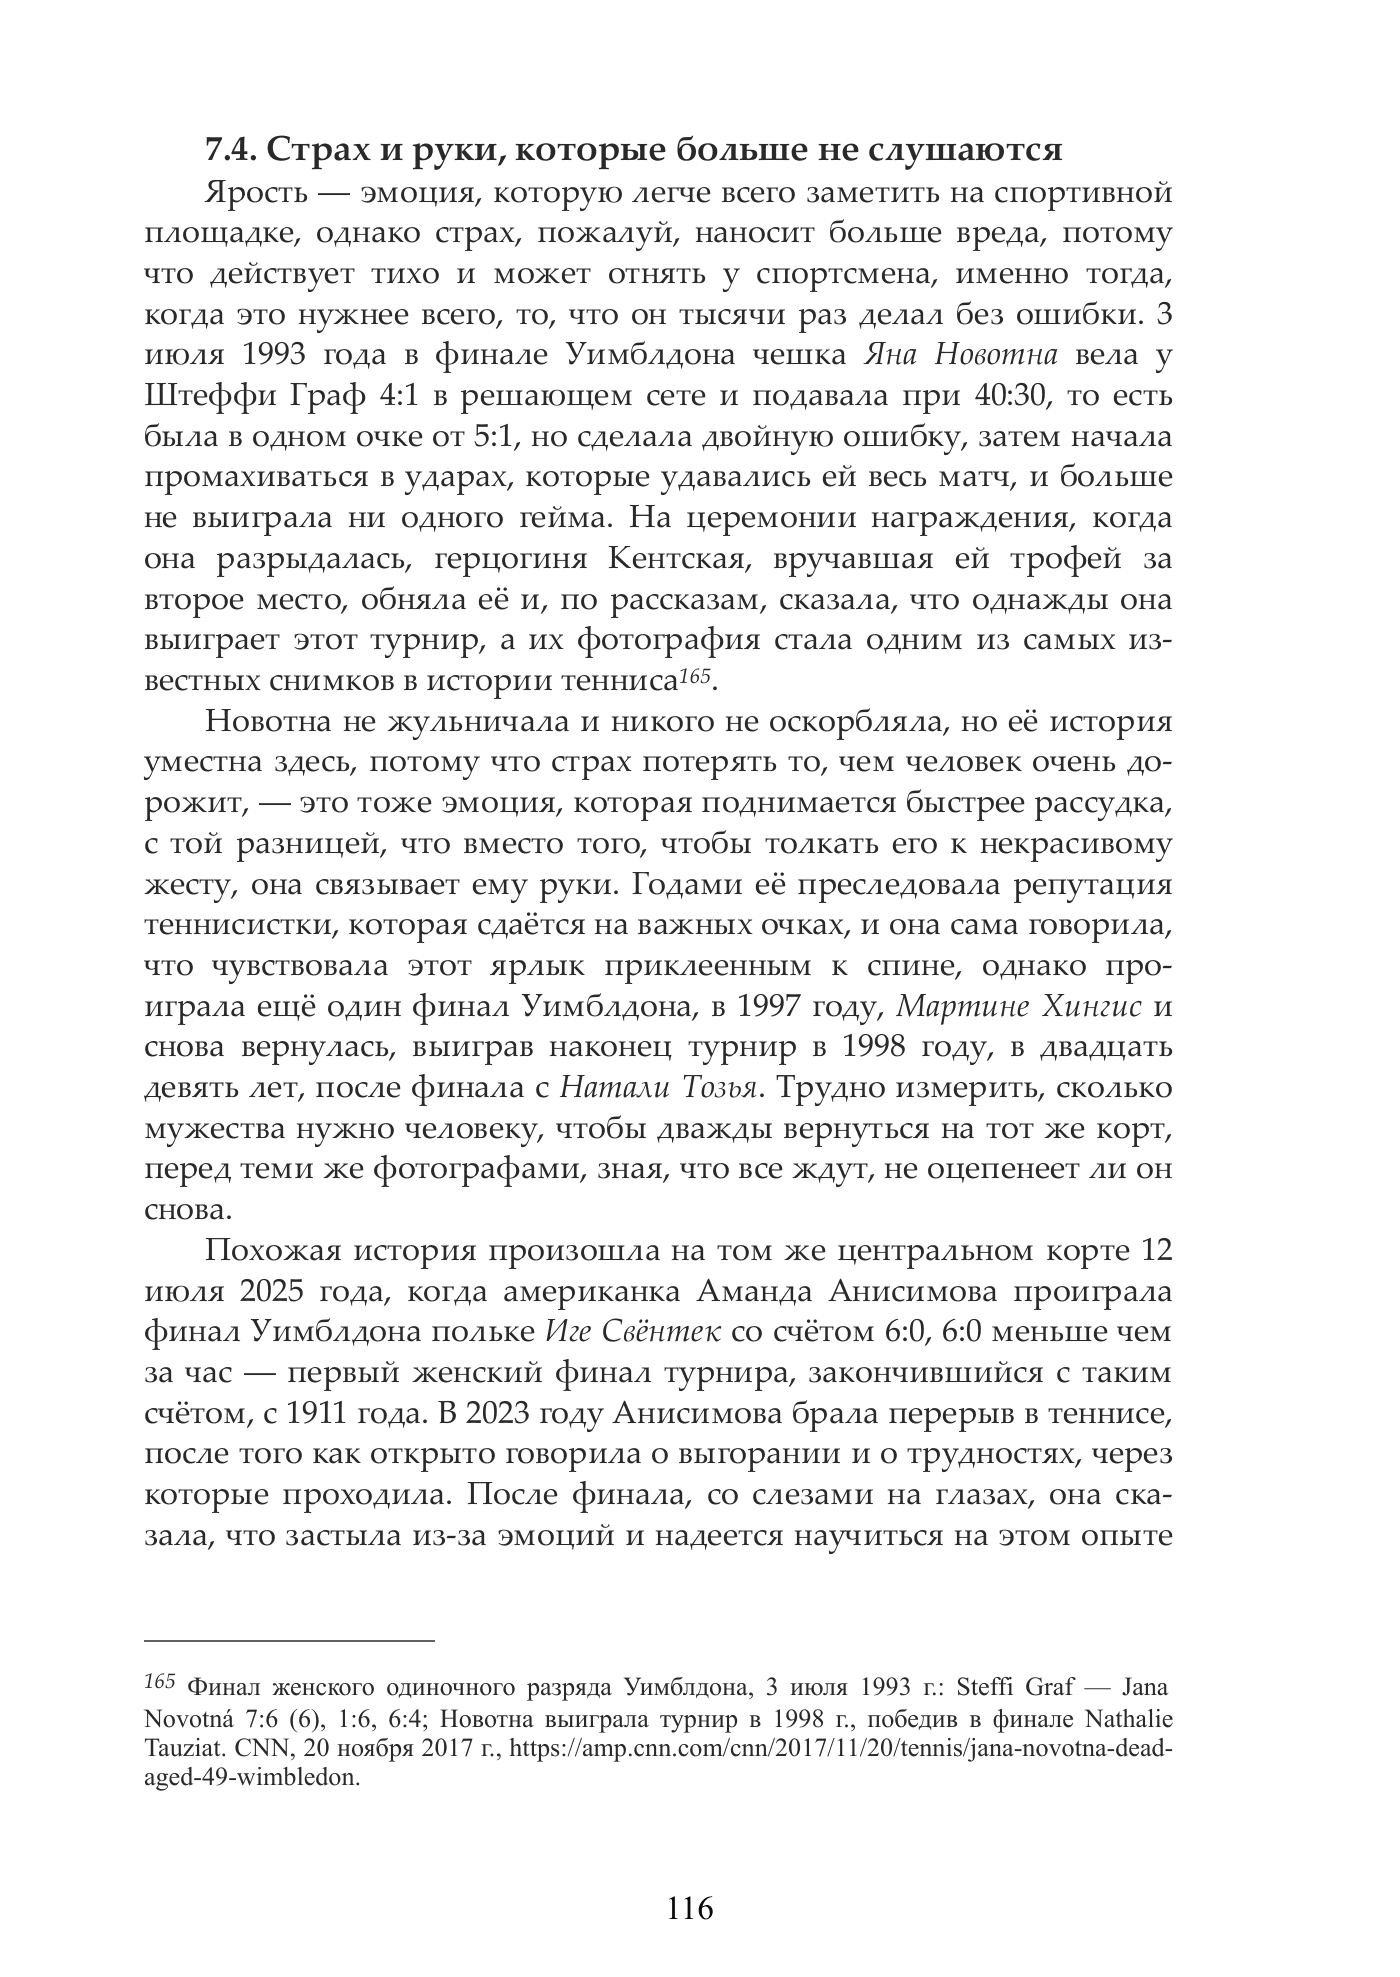 7.4. Страх и руки, которые больше не слушаются
Ярость — эмоция, которую легче всего заметить на спортивной
площадке, однако страх, пожалуй, наносит больше вреда, потому
что действует тихо и может отнять у спортсмена, именно тогда,
когда это нужнее всего, то, что он тысячи раз делал без ошибки. 3
июля 1993 года в финале Уимблдона чешка Яна Новотна вела у
Штеффи Граф 4:1 в решающем сете и подавала при 40:30, то есть
была в одном очке от 5:1, но сделала двойную ошибку, затем начала
промахиваться в ударах, которые удавались ей весь матч, и больше
не выиграла ни одного гейма. На церемонии награждения, когда
она разрыдалась, герцогиня Кентская, вручавшая ей трофей за
второе место, обняла её и, по рассказам, сказала, что однажды она
выиграет этот турнир, а их фотография стала одним из самых из-
вестных снимков в истории тенниса165.
Новотна не жульничала и никого не оскорбляла, но её история
уместна здесь, потому что страх потерять то, чем человек очень до-
рожит, — это тоже эмоция, которая поднимается быстрее рассудка,
с той разницей, что вместо того, чтобы толкать его к некрасивому
жесту, она связывает ему руки. Годами её преследовала репутация
теннисистки, которая сдаётся на важных очках, и она сама говорила,
что чувствовала этот ярлык приклеенным к спине, однако про-
играла ещё один финал Уимблдона, в 1997 году, Мартине Хингис и
снова вернулась, выиграв наконец турнир в 1998 году, в двадцать
девять лет, после финала с Натали Тозья. Трудно измерить, сколько
мужества нужно человеку, чтобы дважды вернуться на тот же корт,
перед теми же фотографами, зная, что все ждут, не оцепенеет ли он
снова.
Похожая история произошла на том же центральном корте 12
июля 2025 года, когда американка Аманда Анисимова проиграла
финал Уимблдона польке Иге Свёнтек со счётом 6:0, 6:0 меньше чем
за час — первый женский финал турнира, закончившийся с таким
счётом, с 1911 года. В 2023 году Анисимова брала перерыв в теннисе,
после того как открыто говорила о выгорании и о трудностях, через
которые проходила. После финала, со слезами на глазах, она ска-
зала, что застыла из-за эмоций и надеется научиться на этом опыте
165 Финал женского одиночного разряда Уимблдона, 3 июля 1993 г.: Steffi Graf — Jana
Novotná 7:6 (6), 1:6, 6:4; Новотна выиграла турнир в 1998 г., победив в финале Nathalie
Tauziat. CNN, 20 ноября 2017 г., https://amp.cnn.com/cnn/2017/11/20/tennis/jana-novotna-dead-
aged-49-wimbledon.
116